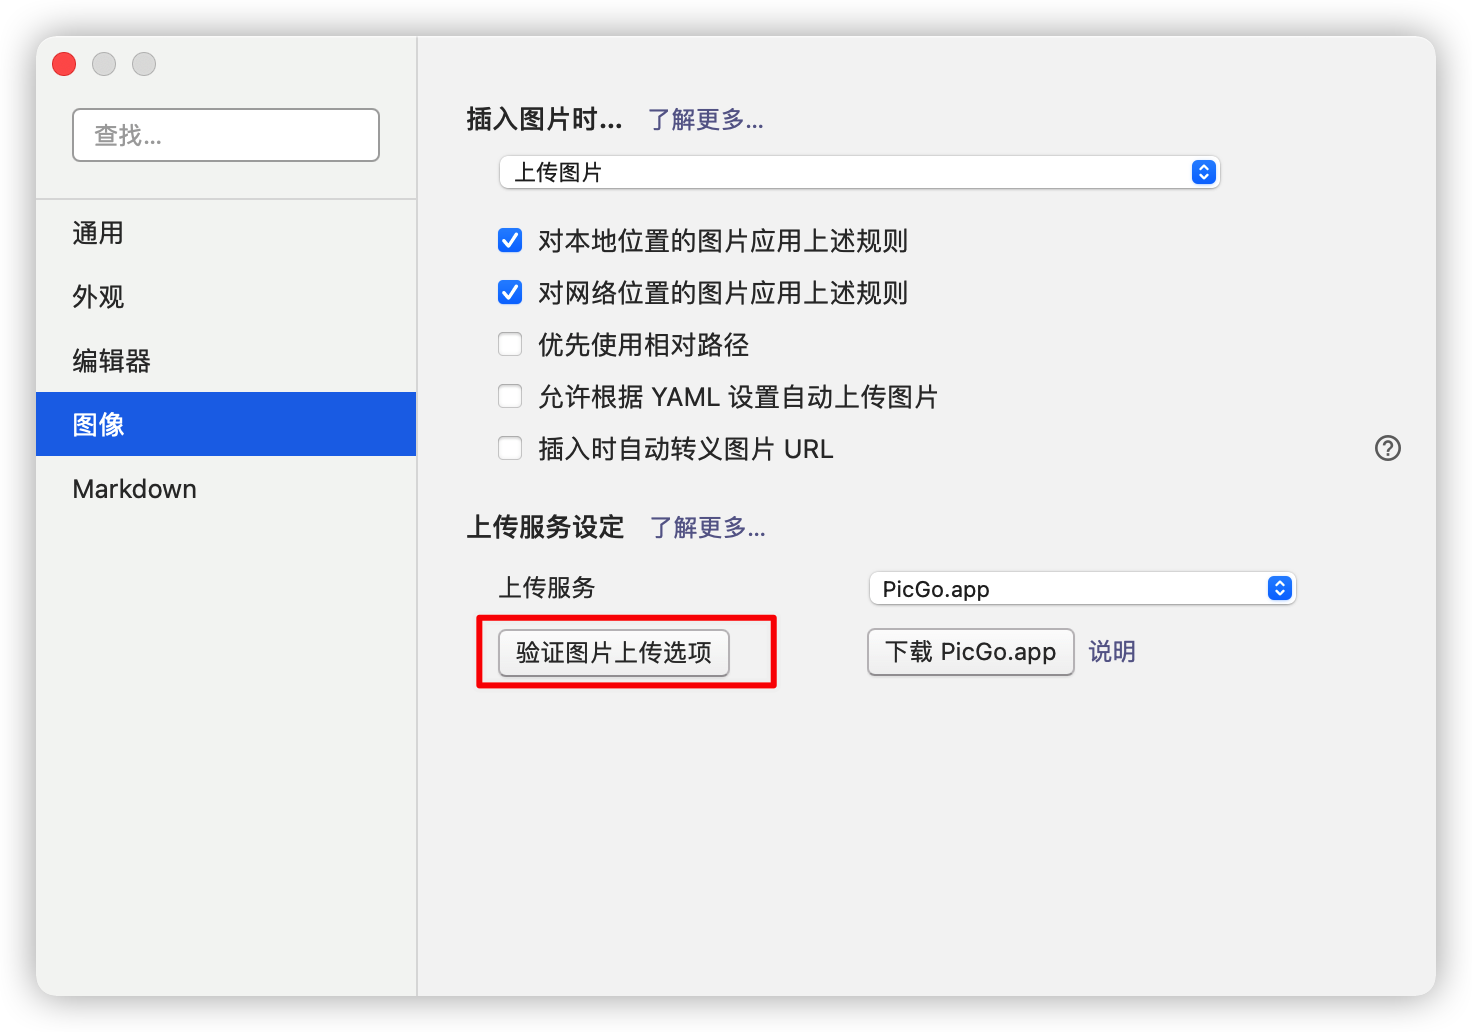 查找...
通用
外观
编辑器
图像
Markdown
插入图片时... 了解更多...
上传图片
对本地位置的图片应用上述规则
对网络位置的图片应用上述规则
优先使用相对路径
允许根据 YAML 设置自动上传图片
插入时自动转义图片 URL
?
上传服务设定 了解更多...
上传服务 PicGo.app
验证图片上传选项 下载 PicGo.app 说明